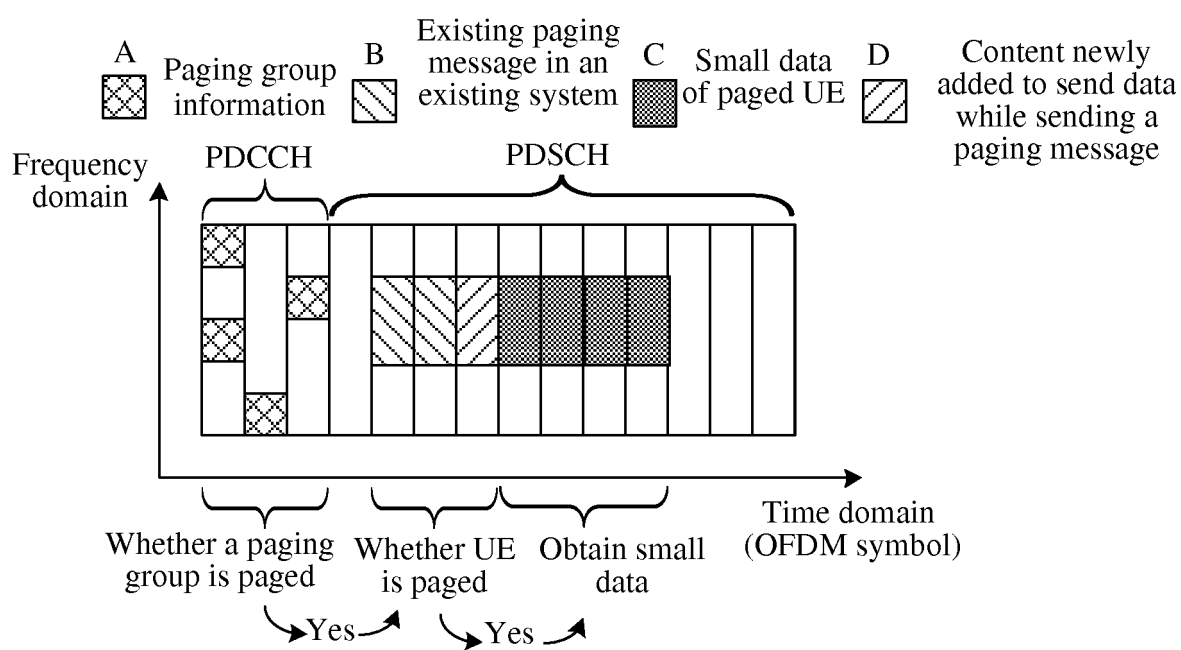 A
Paging group
information
B
Existing paging
message in an
existing system
C
Small data
of paged UE
D
Content newly
added to send data
while sending a
paging message
Frequency
domain
PDCCH
PDSCH
Time domain
(OFDM symbol)
Whether a paging
group is paged
Whether UE
is paged
Obtain small
data
Yes
Yes